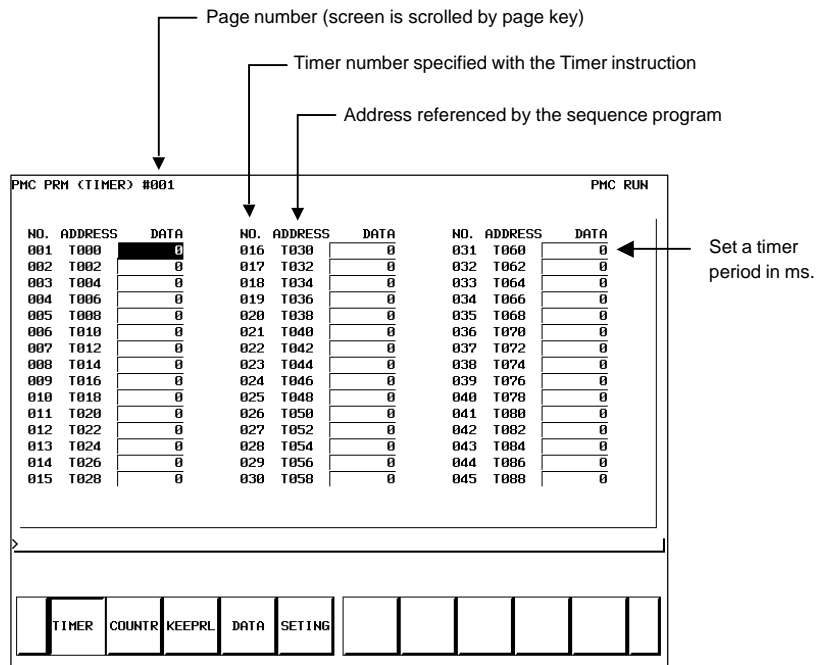 Page number (screen is scrolled by page key)
Timer number specified with the Timer instruction
Address referenced by the sequence program
PMC PRM (TIMER) #001 PMC RUN
NO. ADDRESS DATA NO. ADDRESS DATA NO. ADDRESS DATA
001 T000 0 016 T030 0 031 T060 0
002 T002 0 017 T032 0 032 T062 0
003 T004 0 018 T034 0 033 T064 0
004 T006 0 019 T036 0 034 T066 0
005 T008 0 020 T038 0 035 T068 0
006 T010 0 021 T040 0 036 T070 0
007 T012 0 022 T042 0 037 T072 0
008 T014 0 023 T044 0 038 T074 0
009 T016 0 024 T046 0 039 T076 0
010 T018 0 025 T048 0 040 T078 0
011 T020 0 026 T050 0 041 T080 0
012 T022 0 027 T052 0 042 T082 0
013 T024 0 028 T054 0 043 T084 0
014 T026 0 029 T056 0 044 T086 0
015 T028 0 030 T058 0 045 T088 0
Set a timer
period in ms.
>
TIMER COUNTR KEEPRL DATA SETING